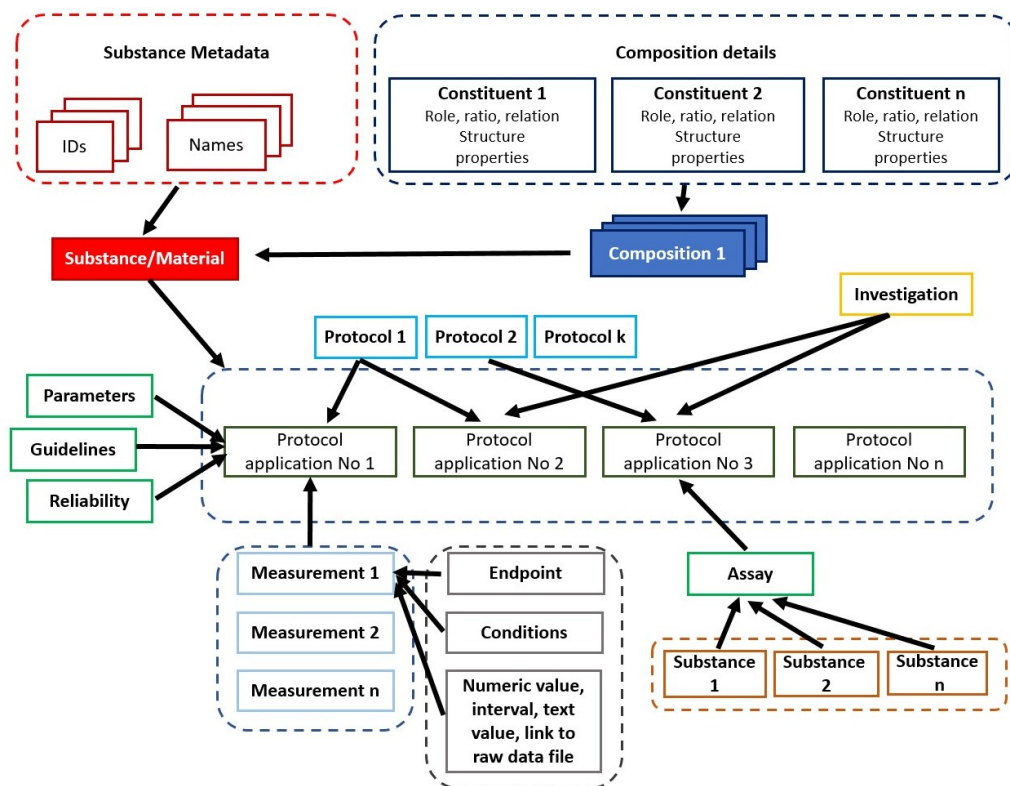 Substance Metadata
IDs
Names
Composition details
Constituent 1
Role, ratio, relation
Structure
properties
Constituent 2
Role, ratio, relation
Structure
properties
Constituent n
Role, ratio, relation
Structure
properties
Substance/Material
Composition 1
Investigation
Protocol 1
Protocol 2
Protocol k
Parameters
Guidelines
Reliability
Protocol
application No 1
Protocol
application No 2
Protocol
application No 3
Protocol
application No n
Measurement 1
Measurement 2
Measurement n
Endpoint
Conditions
Numeric value,
interval, text
value, link to
raw data file
Assay
Substance
1
Substance
2
Substance
n